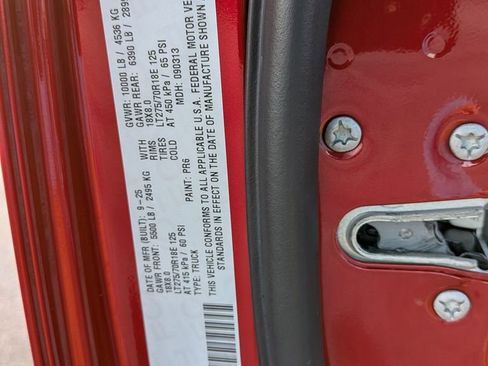 DATE OF MFR (BUILT): 9-25 GVWR: 10000 LB / 4536 KG
GAWR FRONT: 5500 LB / 2495 KG WITH GAWR REAR: 6390 LB / 289
18X8.0 RIMS 18X8.0
LT275/70R18E 125 TIRES LT275/70R18E 125
AT 415 kPa / 60 PSI COLD AT 450 kPa / 65 PSI
TYPE: TRUCK PAINT: PR6 MDH: 090313
THIS VEHICLE CONFORMS TO ALL APPLICABLE U.S.A. FEDERAL MOTOR VE
STANDARDS IN EFFECT ON THE DATE OF MANUFACTURE SHOWN